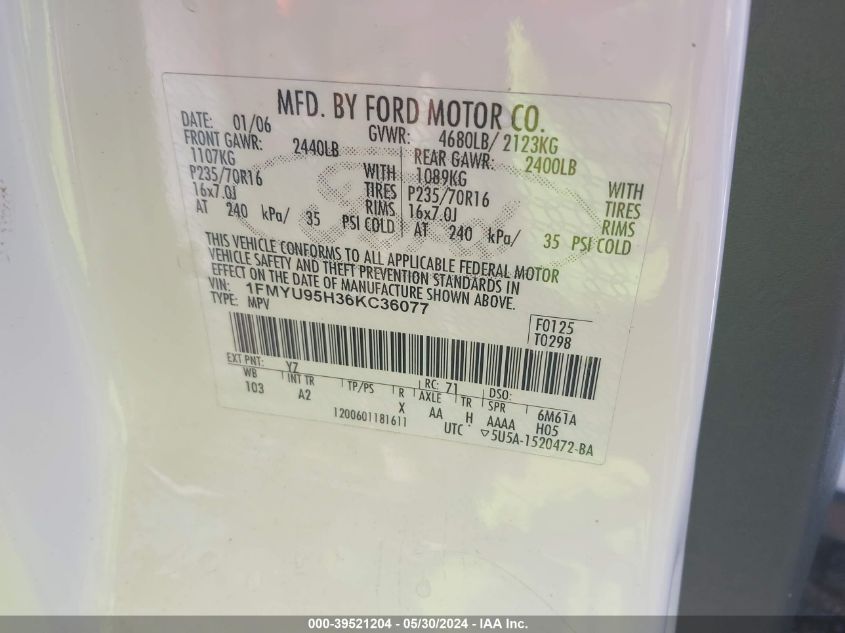 MFD. BY FORD MOTOR CO.
DATE: 01/06 GVWR: 4680LB/ 2123KG
FRONT GAWR: 2440LB REAR GAWR: 2400LB
1107KG WITH 1089KG WITH
P235/70R16 TIRES P235/70R16 TIRES
16x7.0J RIMS 16x7.0J RIMS
AT 240 kPa/ 35 PSI COLD AT 240 kPa/ 35 PSI COLD
THIS VEHICLE CONFORMS TO ALL APPLICABLE FEDERAL MOTOR
VEHICLE SAFETY AND THEFT PREVENTION STANDARDS IN
EFFECT ON THE DATE OF MANUFACTURE SHOWN ABOVE.
VIN: 1FMYU95H36KC36077
TYPE: MPV
F0125
T0298
EXT PNT: YZ RC: 71 DSO:
WB INT TR TP/PS R AXLE TR SPR 6M61A
103 A2 X AA H AAAA H05
1200601181611 UTC ▽5U5A-1520472-BA
000-39521204 - 05/30/2024 - IAA Inc.